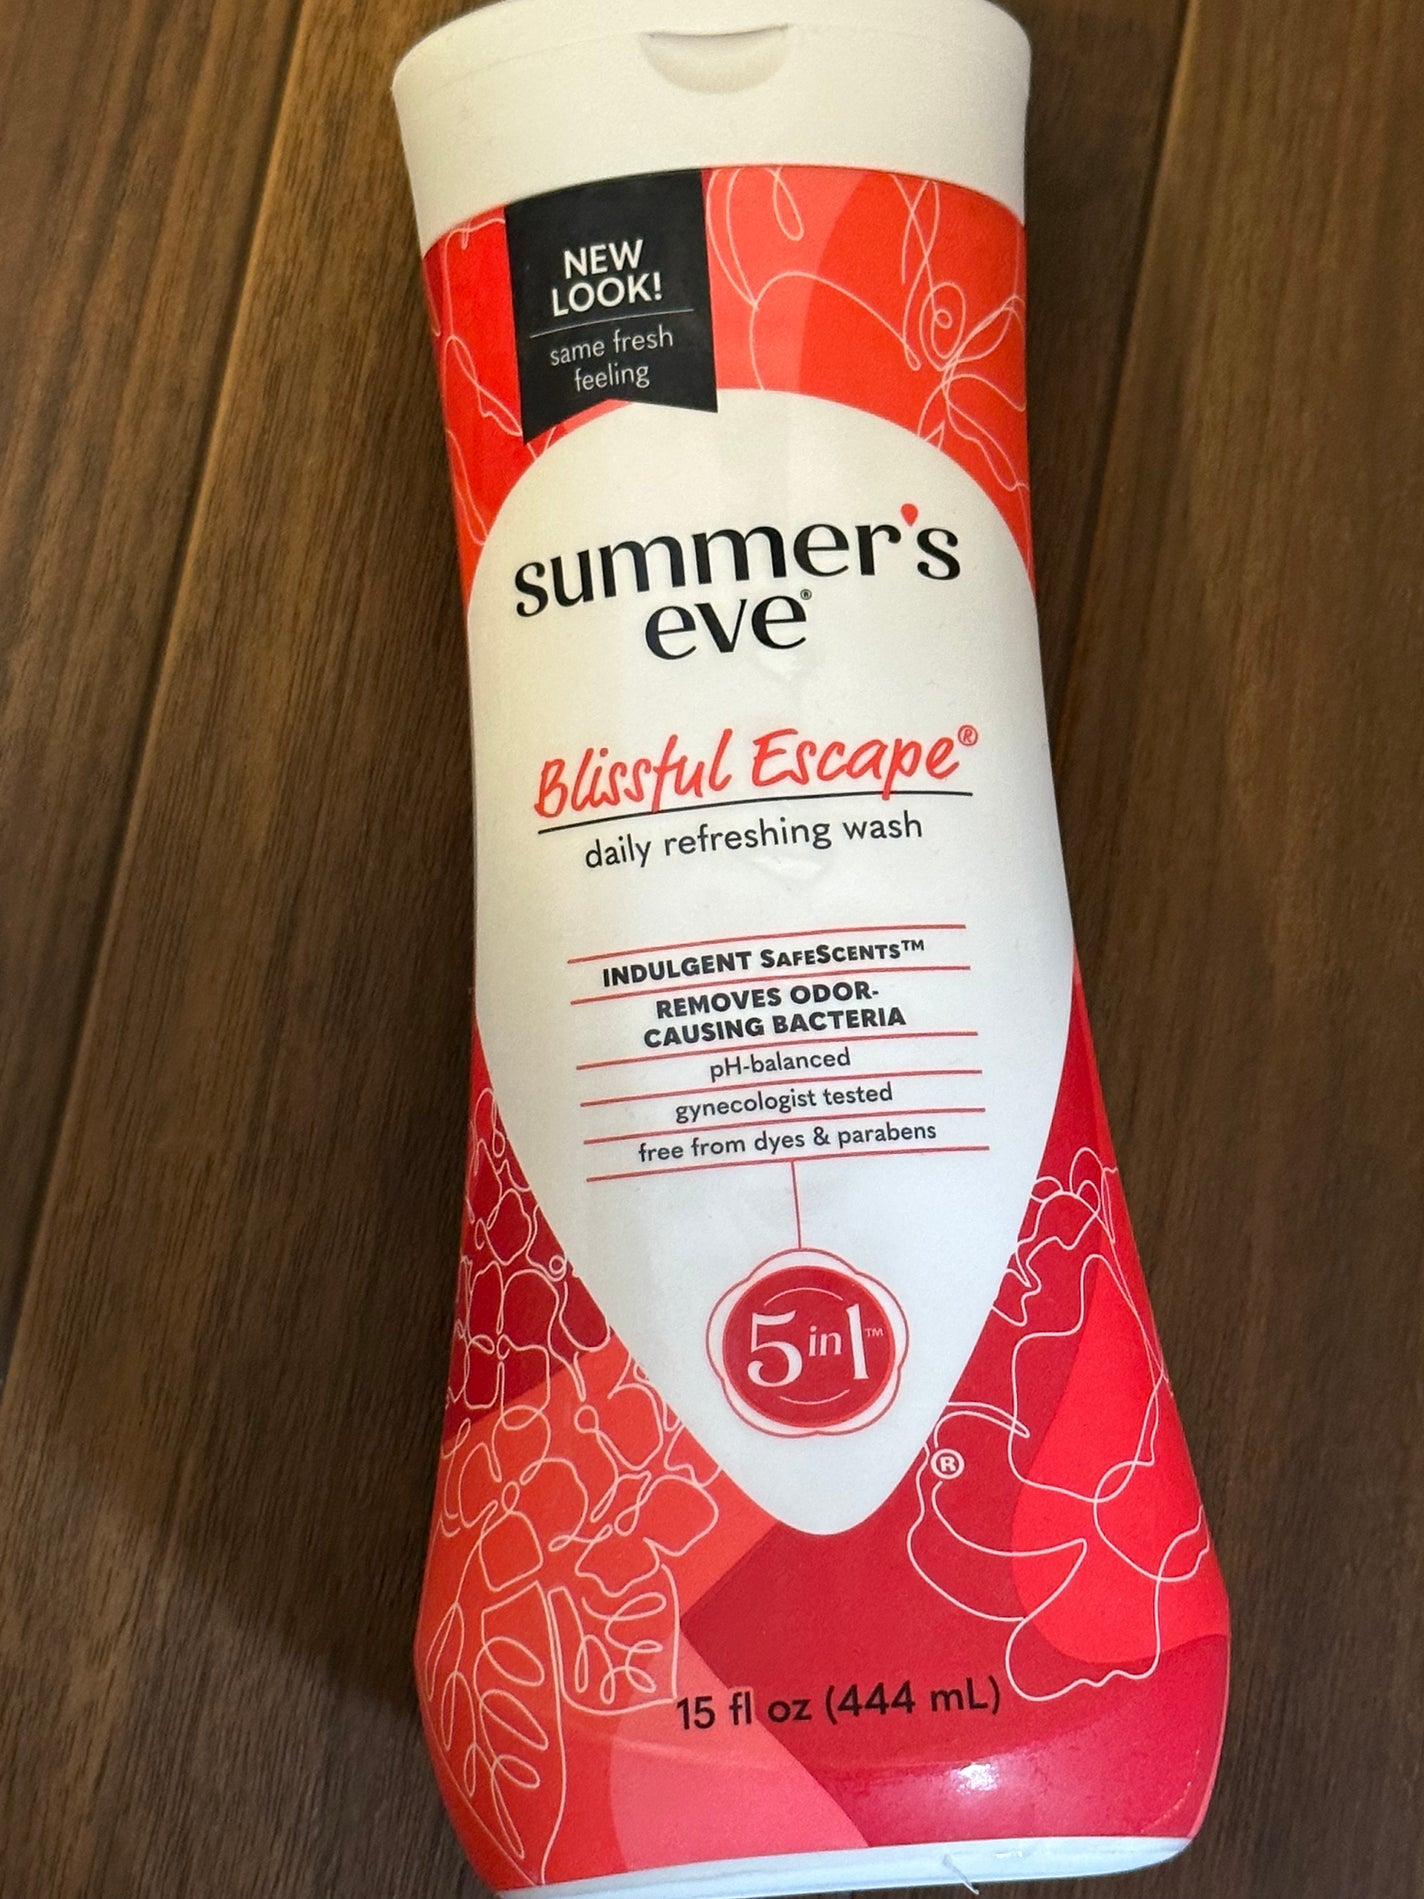 NEW
LOOK!
same fresh
feeling
summer's
eve®
Blissful Escape®
daily refreshing wash
INDULGENT SAFESCENTS™
REMOVES ODOR-
CAUSING BACTERIA
pH-balanced
gynecologist tested
free from dyes & parabens
5 in 1™
®
15 fl oz (444 mL)